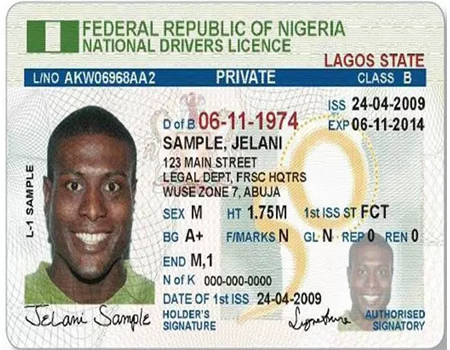 FEDERAL REPUBLIC OF NIGERIA
NATIONAL DRIVERS LICENCE
LAGOS STATE
L/NO AKW06968AA2 PRIVATE CLASS B
ISS 24-04-2009
D of B 06-11-1974 EXP 06-11-2014
SAMPLE, JELANI
123 MAIN STREET
LEGAL DEPT, FRSC HQTRS
WUSE ZONE 7, ABUJA
SEX M HT 1.75M 1st ISS ST FCT
BG A+ F/MARKS N GL N REP 0 REN 0
END M,1
N of K 000-000-0000
DATE OF 1st ISS 24-04-2009
L-1 SAMPLE
Jelani Sample
HOLDER'S
SIGNATURE
AUTHORISED
SIGNATORY